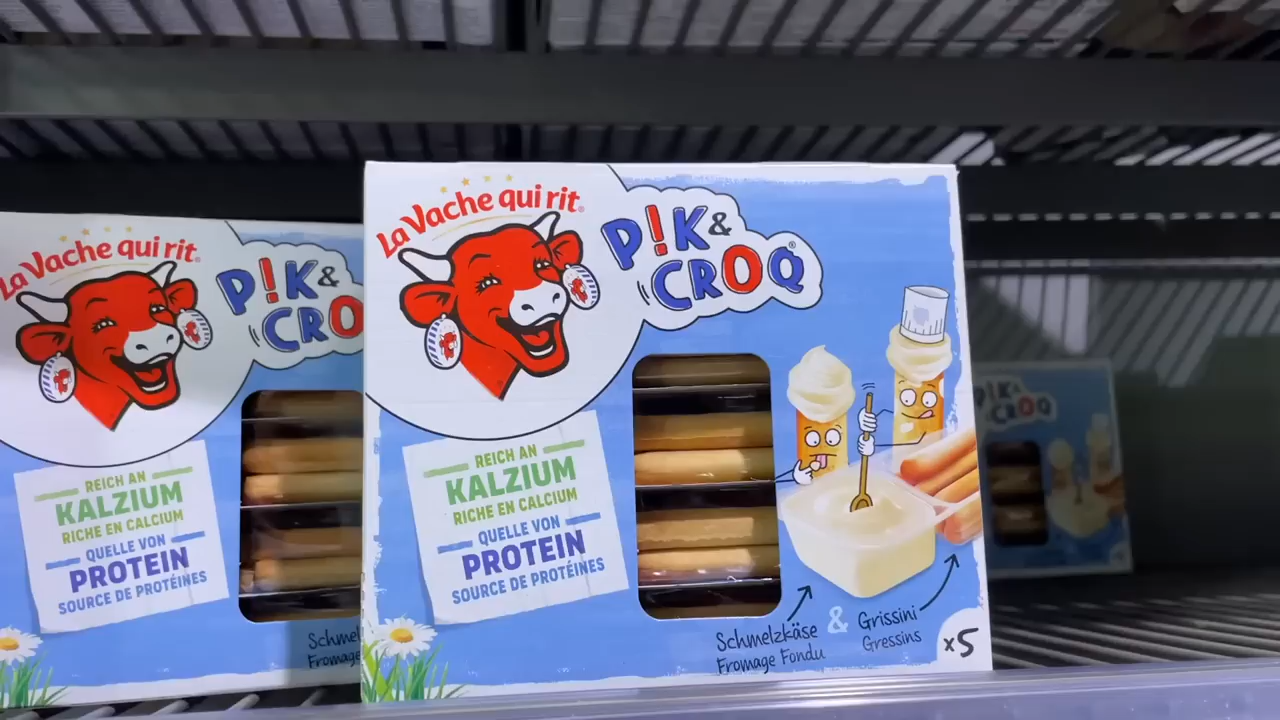 La Vache qui rit
P!K &
CRO
REICH AN
KALZIUM
RICHE EN CALCIUM
QUELLE VON
PROTEIN
SOURCE DE PROTÉINES
Schmel
Fromage
La Vache qui rit®
P!K &
CROQ®
REICH AN
KALZIUM
RICHE EN CALCIUM
QUELLE VON
PROTEIN
SOURCE DE PROTÉINES
Schmelzkäse
Fromage Fondu
&
Grissini
Gressins
x5
P!K &
CROQ